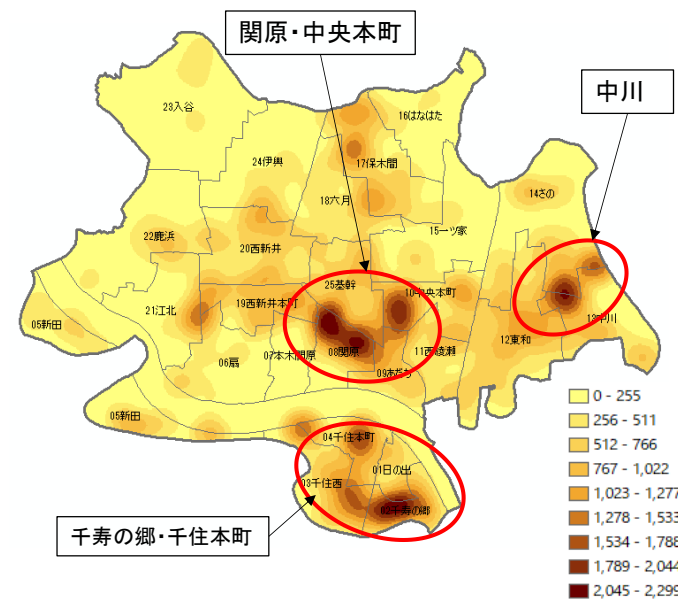 関原・中央本町
中川
23入谷
16はなはた
24伊興
17保木間
18六月
14さの
22鹿浜
20西新井
15一ツ家
25基幹
10中央本町
19西新井本町
21江北
05新田
13中川
12東和
11西綾瀬
07本木関原
08関原
06扇
09あだち
05新田
04千住本町
01日の出
03千住西
02千寿の郷
千寿の郷・千住本町
0 - 255
256 - 511
512 - 766
767 - 1,022
1,023 - 1,277
1,278 - 1,533
1,534 - 1,788
1,789 - 2,044
2,045 - 2,299